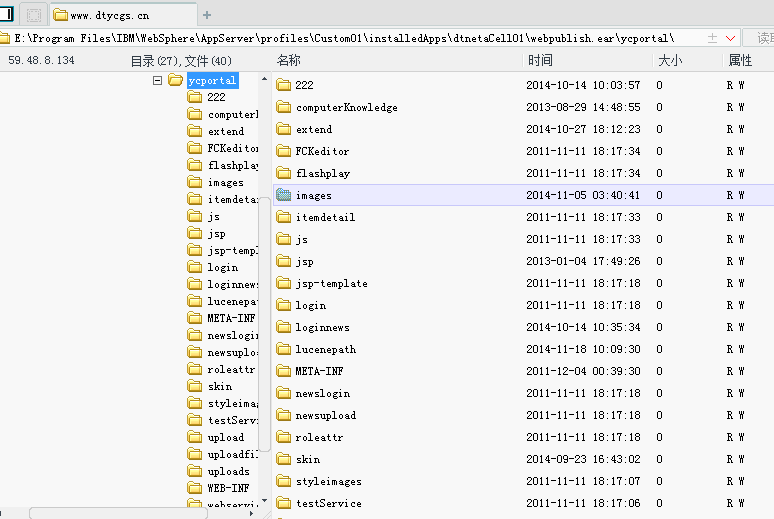 www.dtycgs.cn
+
E:\Program Files\IBM\WebSphere\AppServer\profiles\Custom01\installedApps\dtnetaCell01\webpublish.ear\ycportal\ 读取
59.48.8.134 目录(27),文件(40) 名称 时间 大小 属性
ycportal
222
computerK
extend
FCKeditor
flashplay
images
itemdetai
js
jsp
jsp-templ
login
loginnews
lucenepat
META-INF
newslogin
newsuploa
roleattr
skin
styleimag
testServi
upload
uploadfil
uploads
WEB-INF
webservic
222 2014-10-14 10:03:57 0 R W
computerKnowledge 2013-08-29 14:48:55 0 R W
extend 2014-10-27 18:12:23 0 R W
FCKeditor 2011-11-11 18:17:34 0 R W
flashplay 2011-11-11 18:17:34 0 R W
images 2014-11-05 03:40:41 0 R W
itemdetail 2011-11-11 18:17:33 0 R W
js 2011-11-11 18:17:33 0 R W
jsp 2013-01-04 17:49:26 0 R W
jsp-template 2011-11-11 18:17:18 0 R W
login 2011-11-11 18:17:18 0 R W
loginnews 2014-10-14 10:35:34 0 R W
lucenepath 2014-11-18 10:09:30 0 R W
META-INF 2011-12-04 00:39:30 0 R W
newslogin 2011-11-11 18:17:18 0 R W
newsupload 2011-11-11 18:17:18 0 R W
roleattr 2011-11-11 18:17:18 0 R W
skin 2014-09-23 16:43:02 0 R W
styleimages 2011-11-11 18:17:07 0 R W
testService 2011-11-11 18:17:06 0 R W